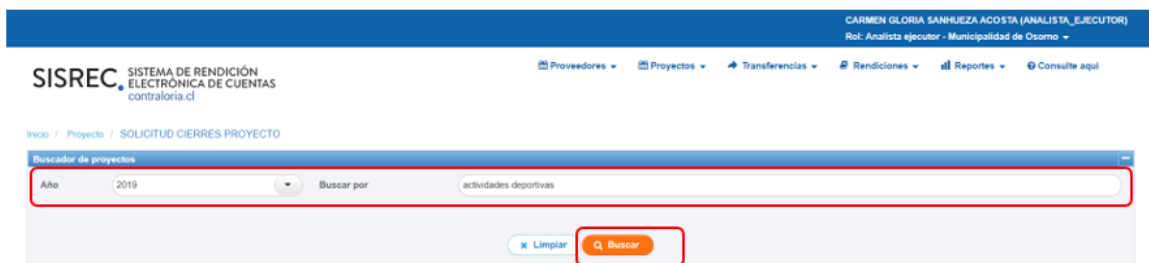 CARMEN GLORIA SANHUEZA ACOSTA (ANALISTA_EJECUTOR)
Rol: Analista ejecutor - Municipalidad de Osorno
SISREC. SISTEMA DE RENDICIÓN
ELECTRÓNICA DE CUENTAS
contraloria.cl
Proveedores Proyectos Transferencias Rendiciones Reportes Consulte aquí
Inicio / Proyecto / SOLICITUD CIERRES PROYECTO
Buscador de proyectos
Año 2019 Buscar por actividades deportivas
Limpiar Buscar